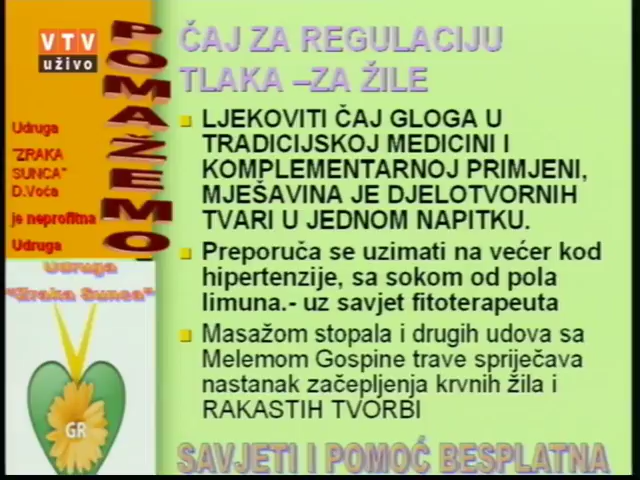 VTV
uživo
POMAŽEMO
Udruga
"ZRAKA
SUNCA"
D.Voća
je neprofitna
Udruga
Udruga
"Zraka Sunca"
GR
ČAJ ZA REGULACIJU
TLAKA –ZA ŽILE
LJEKOVITI ČAJ GLOGA U
TRADICIJSKOJ MEDICINI I
KOMPLEMENTARNOJ PRIMJENI,
MJEŠAVINA JE DJELOTVORNIH
TVARI U JEDNOM NAPITKU.
Preporuča se uzimati na većer kod
hipertenzije, sa sokom od pola
limuna.- uz savjet fitoterapeuta
Masažom stopala i drugih udova sa
Melemom Gospine trave spriječava
nastanak začepljenja krvnih žila i
RAKASTIH TVORBI
SAVJETI I POMOĆ BESPLATNA